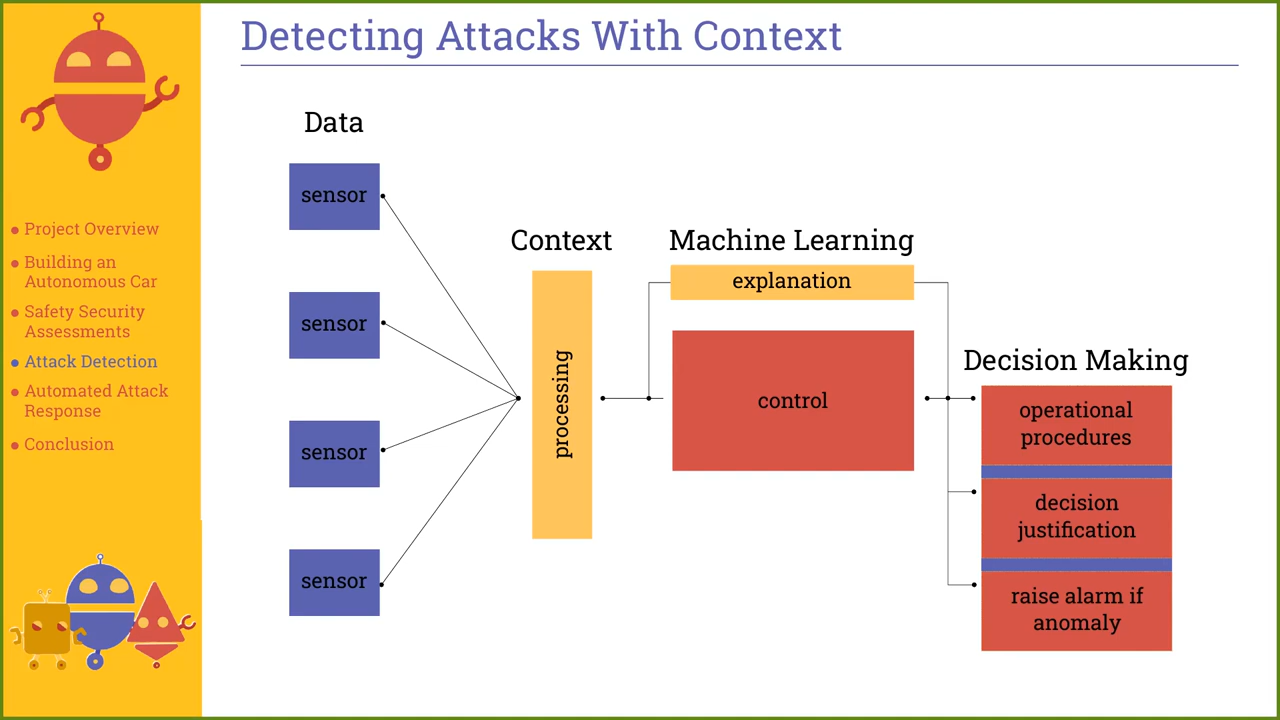 Detecting Attacks With Context
Project Overview
Building an
Autonomous Car
Safety Security
Assessments
Attack Detection
Automated Attack
Response
Conclusion
Data
sensor
sensor
sensor
sensor
Context
processing
Machine Learning
explanation
control
Decision Making
operational
procedures
decision
justification
raise alarm if
anomaly